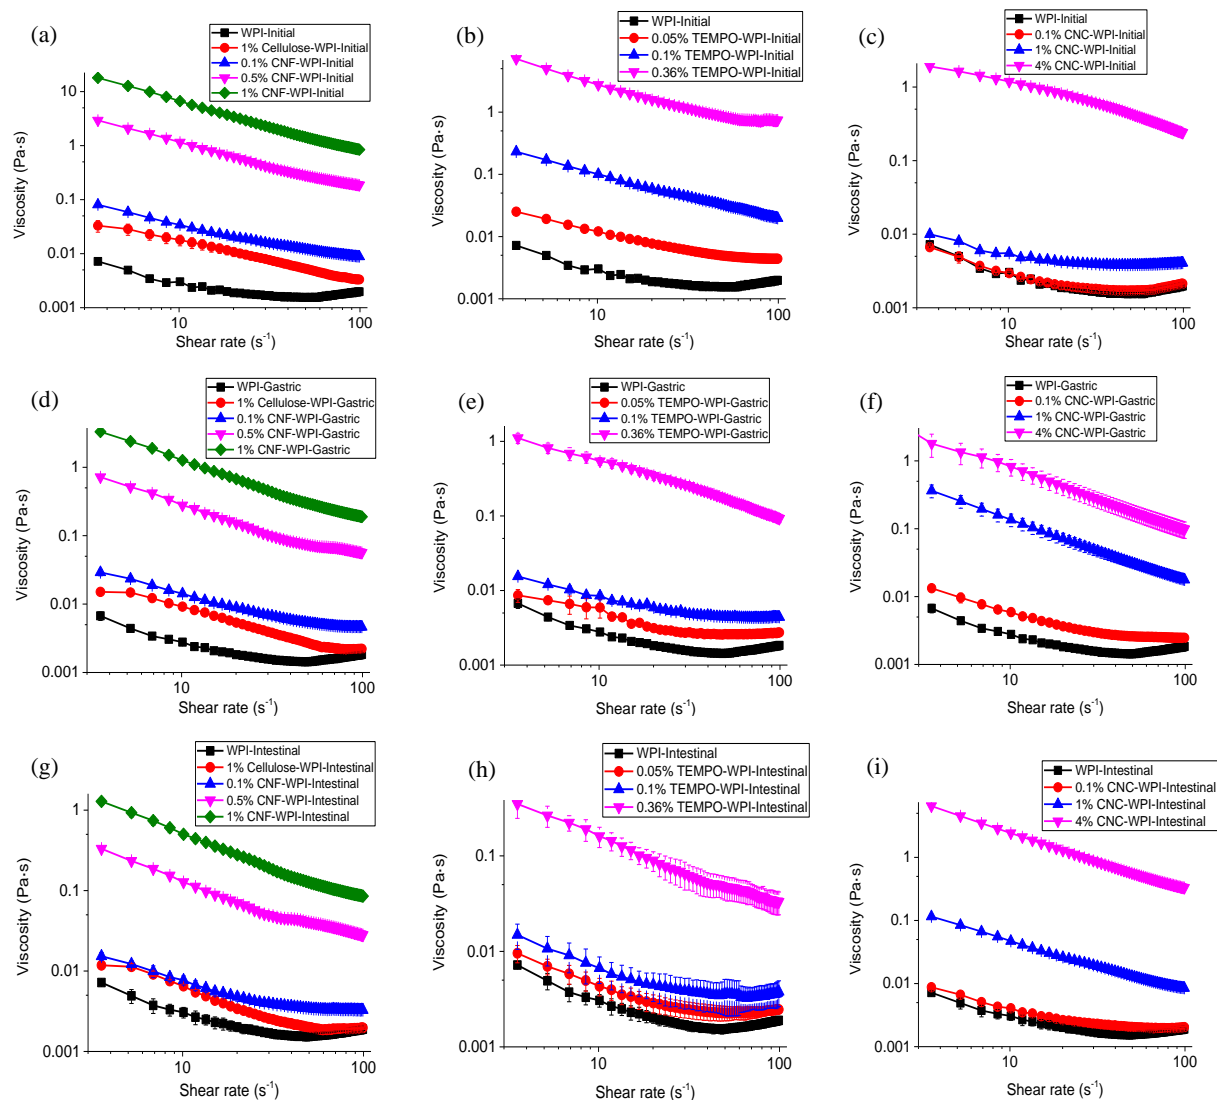 (a)
WPI-Initial
1% Cellulose-WPI-Initial
0.1% CNF-WPI-Initial
0.5% CNF-WPI-Initial
1% CNF-WPI-Initial
Viscosity (Pa·s)
10
1
0.1
0.01
0.001
10
100
Shear rate (s⁻¹)
(b)
WPI-Initial
0.05% TEMPO-WPI-Initial
0.1% TEMPO-WPI-Initial
0.36% TEMPO-WPI-Initial
Viscosity (Pa·s)
1
0.1
0.01
0.001
10
100
Shear rate (s⁻¹)
(c)
WPI-Initial
0.1% CNC-WPI-Initial
1% CNC-WPI-Initial
4% CNC-WPI-Initial
Viscosity (Pa·s)
1
0.1
0.01
0.001
10
100
Shear rate (s⁻¹)
(d)
WPI-Gastric
1% Cellulose-WPI-Gastric
0.1% CNF-WPI-Gastric
0.5% CNF-WPI-Gastric
1% CNF-WPI-Gastric
Viscosity (Pa·s)
1
0.1
0.01
0.001
10
100
Shear rate (s⁻¹)
(e)
WPI-Gastric
0.05% TEMPO-WPI-Gastric
0.1% TEMPO-WPI-Gastric
0.36% TEMPO-WPI-Gastric
Viscosity (Pa·s)
1
0.1
0.01
0.001
10
100
Shear rate (s⁻¹)
(f)
WPI-Gastric
0.1% CNC-WPI-Gastric
1% CNC-WPI-Gastric
4% CNC-WPI-Gastric
Viscosity (Pa·s)
1
0.1
0.01
0.001
10
100
Shear rate (s⁻¹)
(g)
WPI-Intestinal
1% Cellulose-WPI-Intestinal
0.1% CNF-WPI-Intestinal
0.5% CNF-WPI-Intestinal
1% CNF-WPI-Intestinal
Viscosity (Pa·s)
1
0.1
0.01
0.001
10
100
Shear rate (s⁻¹)
(h)
WPI-Intestinal
0.05% TEMPO-WPI-Intestinal
0.1% TEMPO-WPI-Intestinal
0.36% TEMPO-WPI-Intestinal
Viscosity (Pa·s)
0.1
0.01
0.001
10
100
Shear rate (s⁻¹)
(i)
WPI-Intestinal
0.1% CNC-WPI-Intestinal
1% CNC-WPI-Intestinal
4% CNC-WPI-Intestinal
Viscosity (Pa·s)
1
0.1
0.01
0.001
10
100
Shear rate (s⁻¹)